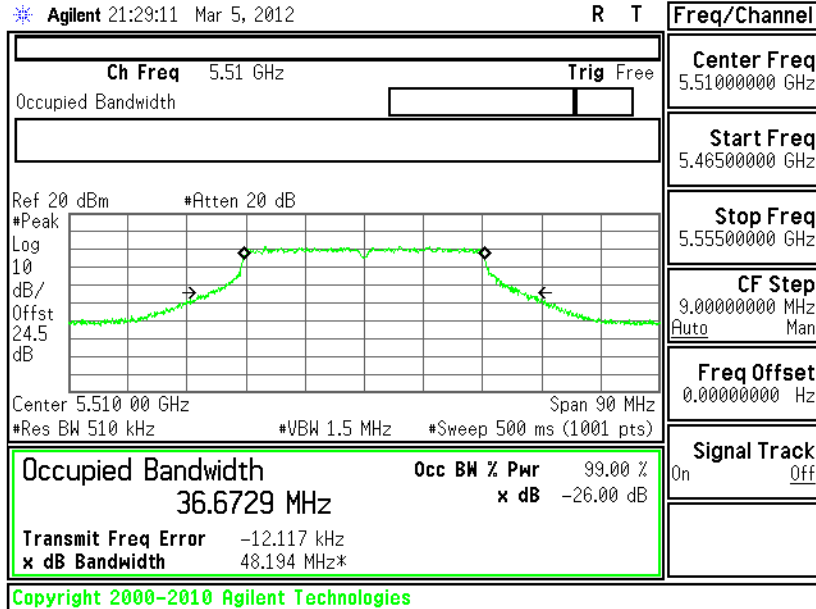 Agilent 21:29:11 Mar 5, 2012 R T
Freq/Channel
Ch Freq 5.51 GHz Trig Free
Occupied Bandwidth
Center Freq
5.51000000 GHz
Start Freq
5.46500000 GHz
Stop Freq
5.55500000 GHz
CF Step
9.00000000 MHz
Auto Man
Freq Offset
0.00000000 Hz
Signal Track
On Off
Ref 20 dBm #Atten 20 dB
#Peak
Log
10
dB/
Offst
24.5
dB
Center 5.510 00 GHz Span 90 MHz
#Res BW 510 kHz #VBW 1.5 MHz #Sweep 500 ms (1001 pts)
Occupied Bandwidth Occ BW % Pwr 99.00 %
36.6729 MHz x dB -26.00 dB
Transmit Freq Error -12.117 kHz
x dB Bandwidth 48.194 MHz*
Copyright 2000-2010 Agilent Technologies